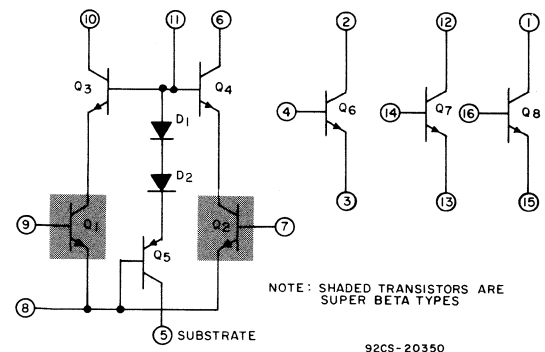 10 11 6 2 12 1
Q3 Q4
D1
4 Q6 14 Q7 16 Q8
D2
3 13 15
9 Q1 Q2 7
Q5
8
NOTE: SHADED TRANSISTORS ARE
SUPER BETA TYPES
5 SUBSTRATE
92CS-20350